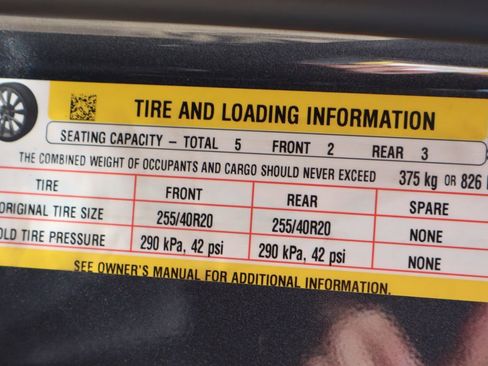 TIRE AND LOADING INFORMATION
SEATING CAPACITY – TOTAL 5 FRONT 2 REAR 3
THE COMBINED WEIGHT OF OCCUPANTS AND CARGO SHOULD NEVER EXCEED 375 kg OR 826
TIRE FRONT REAR SPARE
ORIGINAL TIRE SIZE 255/40R20 255/40R20 NONE
OLD TIRE PRESSURE 290 kPa, 42 psi 290 kPa, 42 psi NONE
SEE OWNER'S MANUAL FOR ADDITIONAL INFORMATION.